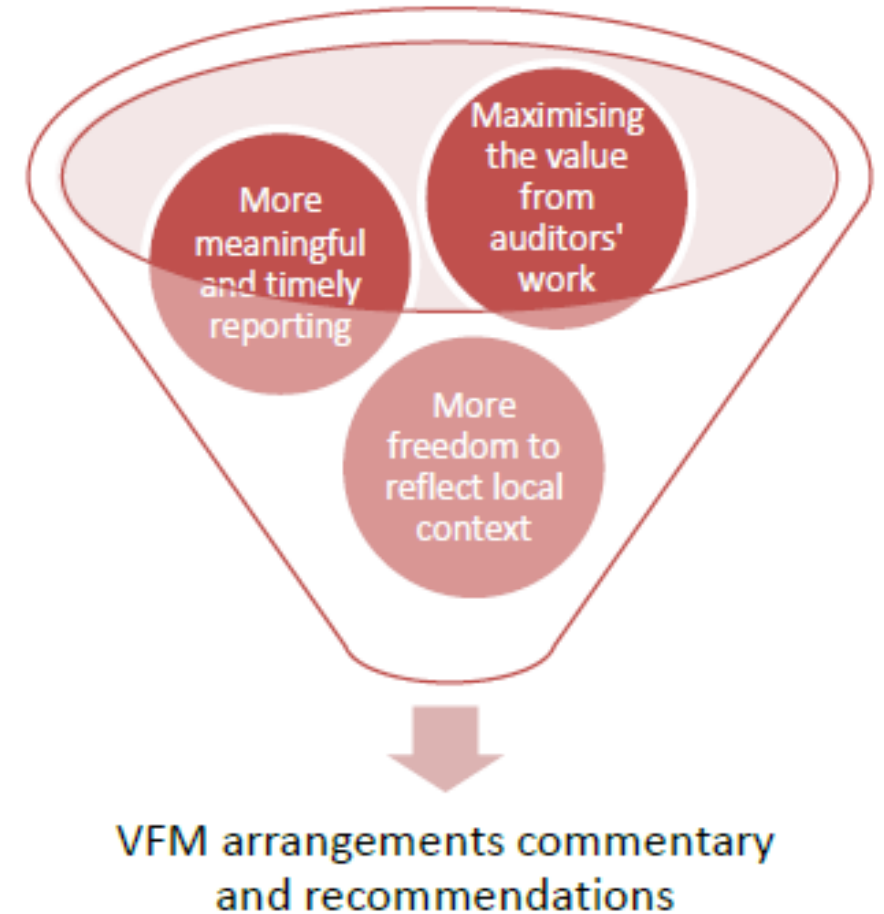 Maximising
the value
from
auditors'
work
More
meaningful
and timely
reporting
More
freedom to
reflect local
context
VFM arrangements commentary
and recommendations